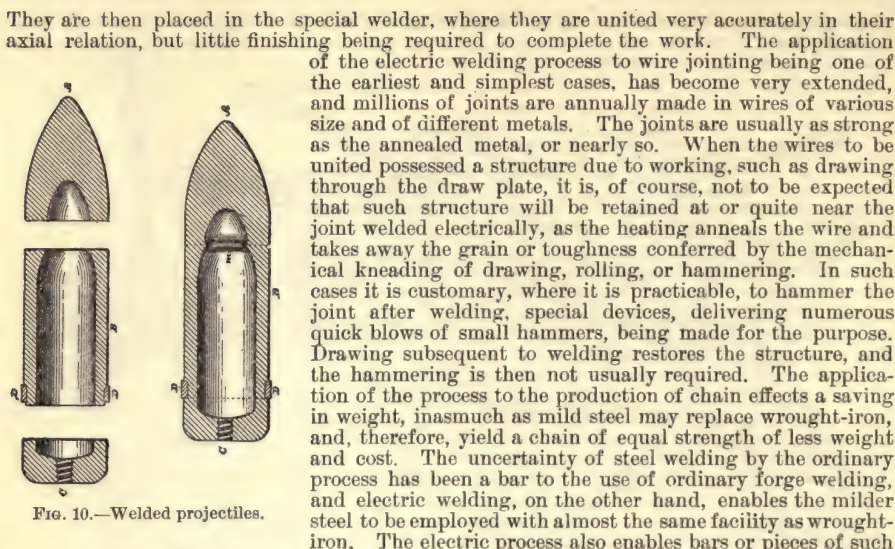 They are then placed in the special welder, where they are united very accurately in their
axial relation, but little finishing being required to complete the work. The application
of the electric welding process to wire jointing being one of
the earliest and simplest cases, has become very extended,
and millions of joints are annually made in wires of various
size and of different metals. The joints are usually as strong
as the annealed metal, or nearly so. When the wires to be
united possessed a structure due to working, such as drawing
through the draw plate, it is, of course, not to be expected
that such structure will be retained at or quite near the
joint welded electrically, as the heating anneals the wire and
takes away the grain or toughness conferred by the mechan-
ical kneading of drawing, rolling, or hammering. In such
cases it is customary, where it is practicable, to hammer the
joint after welding, special devices, delivering numerous
quick blows of small hammers, being made for the purpose.
Drawing subsequent to welding restores the structure, and
the hammering is then not usually required. The applica-
tion of the process to the production of chain effects a saving
in weight, inasmuch as mild steel may replace wrought-iron,
and, therefore, yield a chain of equal strength of less weight
and cost. The uncertainty of steel welding by the ordinary
process has been a bar to the use of ordinary forge welding,
and electric welding, on the other hand, enables the milder
steel to be employed with almost the same facility as wrought-
iron. The electric process also enables bars or pieces of such
FIG. 10.—Welded projectiles.